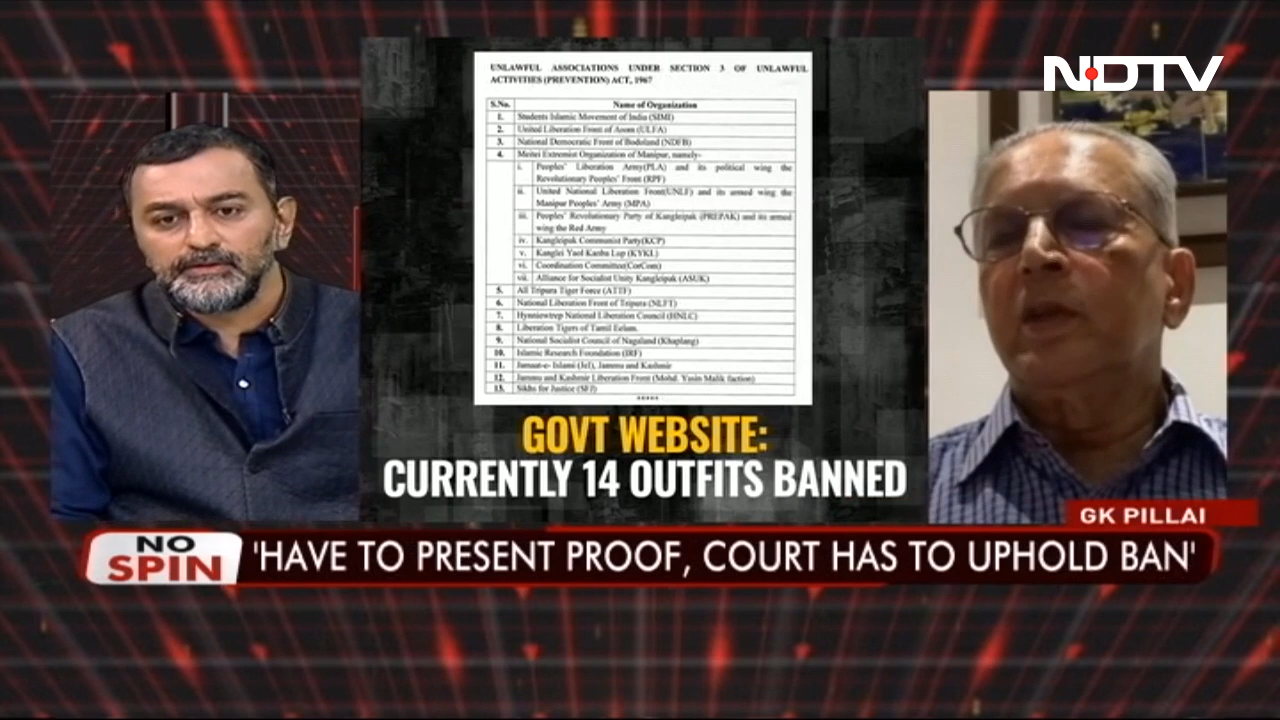 NDTV
UNLAWFUL ASSOCIATIONS UNDER SECTION 3 OF UNLAWFUL
ACTIVITIES (PREVENTION) ACT, 1967
S.No. Name of Organization
1. Students Islamic Movement of India (SIMI)
2. United Liberation Front of Asom (ULFA)
3. National Democratic Front of Bodoland (NDFB)
4. Meitei Extremist Organization of Manipur, namely-
i. Peoples' Liberation Army(PLA) and its political wing the
Revolutionary Peoples' Front (RPF)
ii. United National Liberation Front(UNLF) and its armed wing the
Manipur Peoples' Army (MPA)
iii. Peoples' Revolutionary Party of Kangleipak (PREPAK) and its armed
wing the Red Army
iv. Kangleipak Communist Party(KCP)
v. Kanglei Yaol Kanba Lup (KYKL)
vi. Coordination Committee(CorCom)
vii. Alliance for Socialist Unity Kangleipak (ASUK)
5. All Tripura Tiger Force (ATTF)
6. National Liberation Front of Tripura (NLFT)
7. Hynniewtrep National Liberation Council (HNLC)
8. Liberation Tigers of Tamil Eelam.
9. National Socialist Council of Nagaland (Khaplang)
10. Islamic Research Foundation (IRF)
11. Jamaat-e- Islami (JeI), Jammu and Kashmir
12. Jammu and Kashmir Liberation Front (Mohd. Yasin Malik faction)
13. Sikhs for Justice (SFJ)
*****
GOVT WEBSITE:
CURRENTLY 14 OUTFITS BANNED
GK PILLAI
NO
SPIN
'HAVE TO PRESENT PROOF, COURT HAS TO UPHOLD BAN'